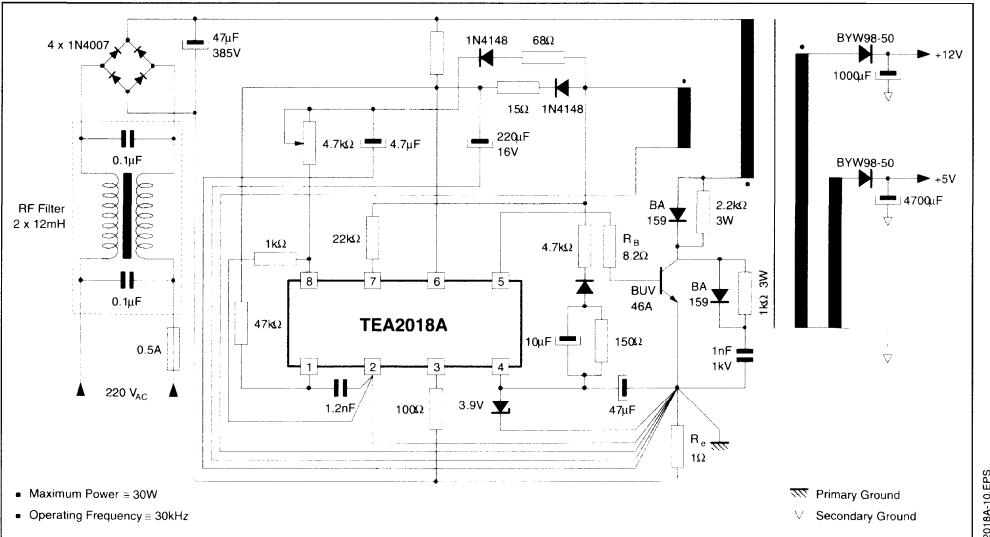 4 x 1N4007
47µF
385V
1N4148
68Ω
15Ω
1N4148
BYW98-50
+12V
1000µF
4.7kΩ
4.7µF
220µF
16V
0.1µF
BYW98-50
+5V
4700µF
RF Filter
2 x 12mH
BA
159
2.2kΩ
3W
1kΩ
22kΩ
4.7kΩ
R B
8.2Ω
8
7
6
5
BUV
46A
BA
159
1kΩ 3W
0.1µF
47kΩ
TEA2018A
10µF
150Ω
0.5A
1
2
3
4
1nF
1kV
220 VAC
1.2nF
100Ω
3.9V
47µF
Re
1Ω
▪ Maximum Power ≅ 30W
▪ Operating Frequency ≅ 30kHz
Primary Ground
Secondary Ground
2018A-10.EPS